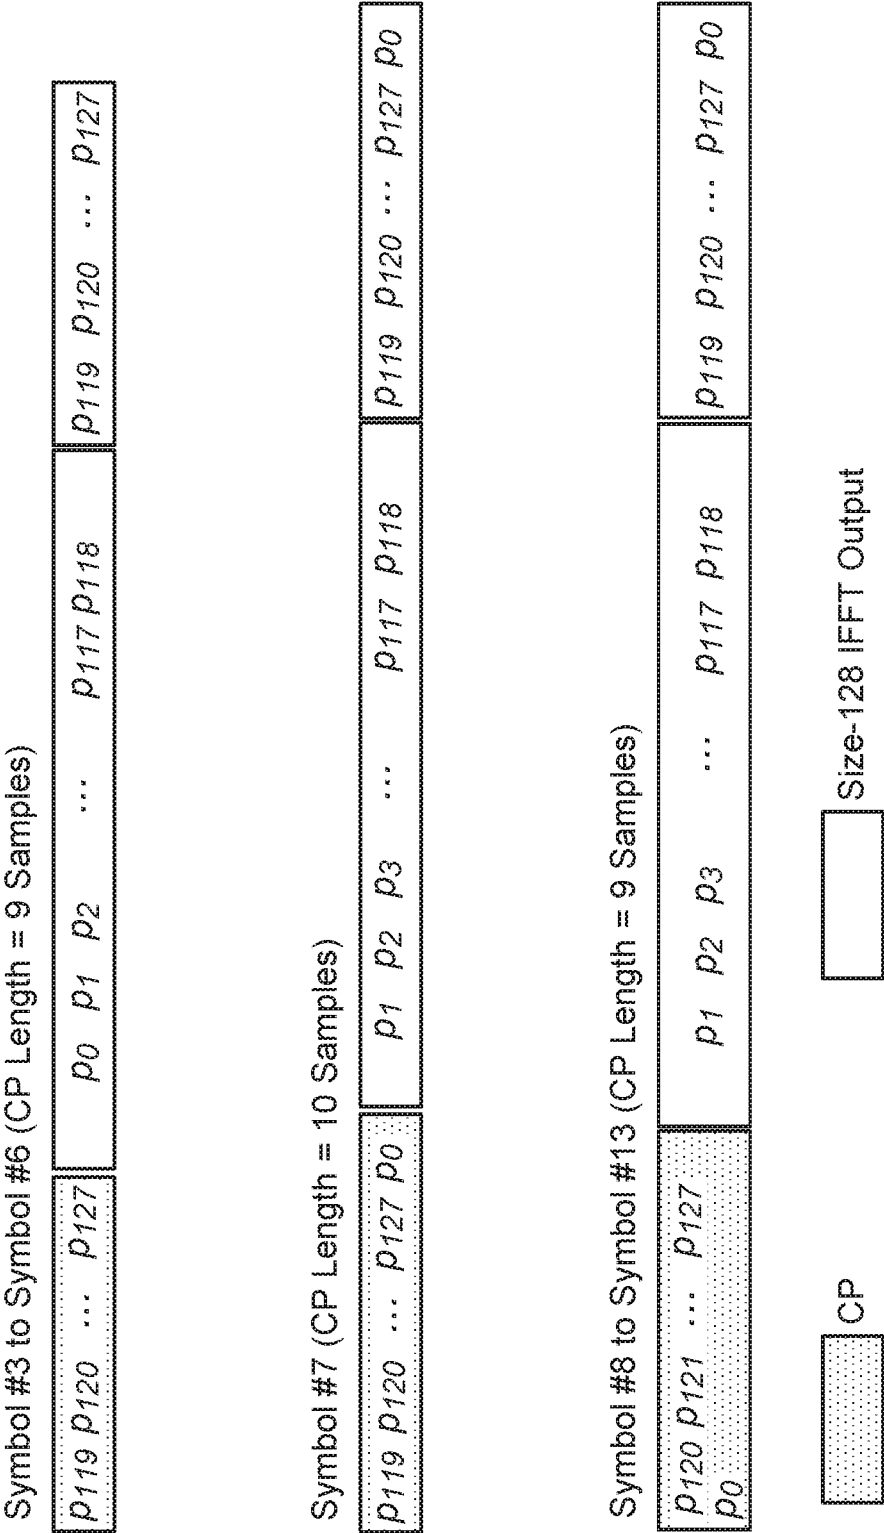 Symbol #3 to Symbol #6 (CP Length = 9 Samples)
p119 p120 ... p127 p0 p1 p2 ... p117 p118 p119 p120 ... p127
Symbol #7 (CP Length = 10 Samples)
p119 p120 ... p127 p0 p1 p2 p3 ... p117 p118 p119 p120 ... p127 p0
Symbol #8 to Symbol #13 (CP Length = 9 Samples)
p120 p121 ... p127 p1 p2 p3 ... p117 p118 p119 p120 ... p127 p0
p0
CP
Size-128 IFFT Output